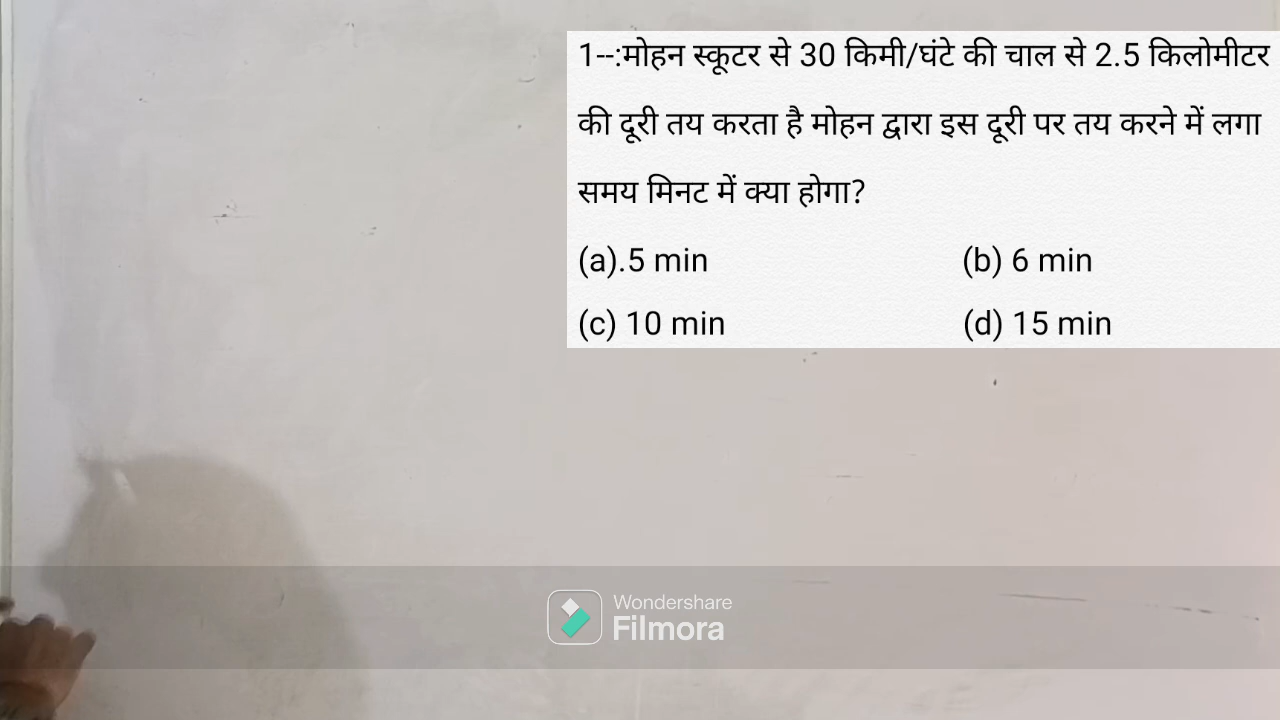 1--:मोहन स्कूटर से 30 किमी/घंटे की चाल से 2.5 किलोमीटर
की दूरी तय करता है मोहन द्वारा इस दूरी पर तय करने में लगा
समय मिनट में क्या होगा?
(a).5 min (b) 6 min
(c) 10 min (d) 15 min
Wondershare
Filmora